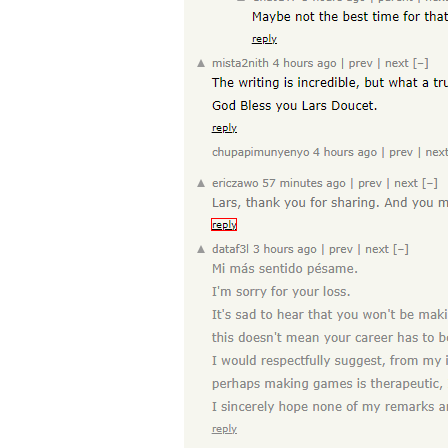 Maybe not the best time for that
reply
▲ mista2nith 4 hours ago | prev | next [–]
The writing is incredible, but what a tru
God Bless you Lars Doucet.
reply
chupapimunyenyo 4 hours ago | prev | next
▲ ericzawo 57 minutes ago | prev | next [–]
Lars, thank you for sharing. And you m
reply
▲ dataf3l 3 hours ago | prev | next [–]
Mi más sentido pésame.
I'm sorry for your loss.
It's sad to hear that you won't be maki
this doesn't mean your career has to b
I would respectfully suggest, from my i
perhaps making games is therapeutic,
I sincerely hope none of my remarks a
reply